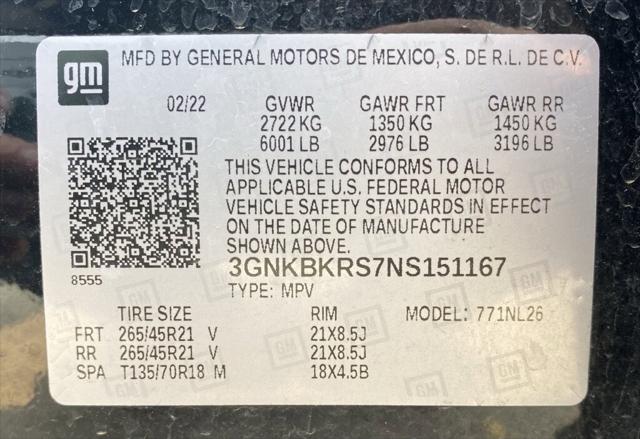 gm MFD BY GENERAL MOTORS DE MEXICO, S. DE R.L. DE C.V.
02/22 GVWR GAWR FRT GAWR RR
2722 KG 1350 KG 1450 KG
6001 LB 2976 LB 3196 LB
THIS VEHICLE CONFORMS TO ALL
APPLICABLE U.S. FEDERAL MOTOR
VEHICLE SAFETY STANDARDS IN EFFECT
ON THE DATE OF MANUFACTURE
SHOWN ABOVE.
8555
3GNKBKRS7NS151167
TYPE: MPV
TIRE SIZE RIM MODEL: 771NL26
FRT 265/45R21 V 21X8.5J
RR 265/45R21 V 21X8.5J
SPA T135/70R18 M 18X4.5B